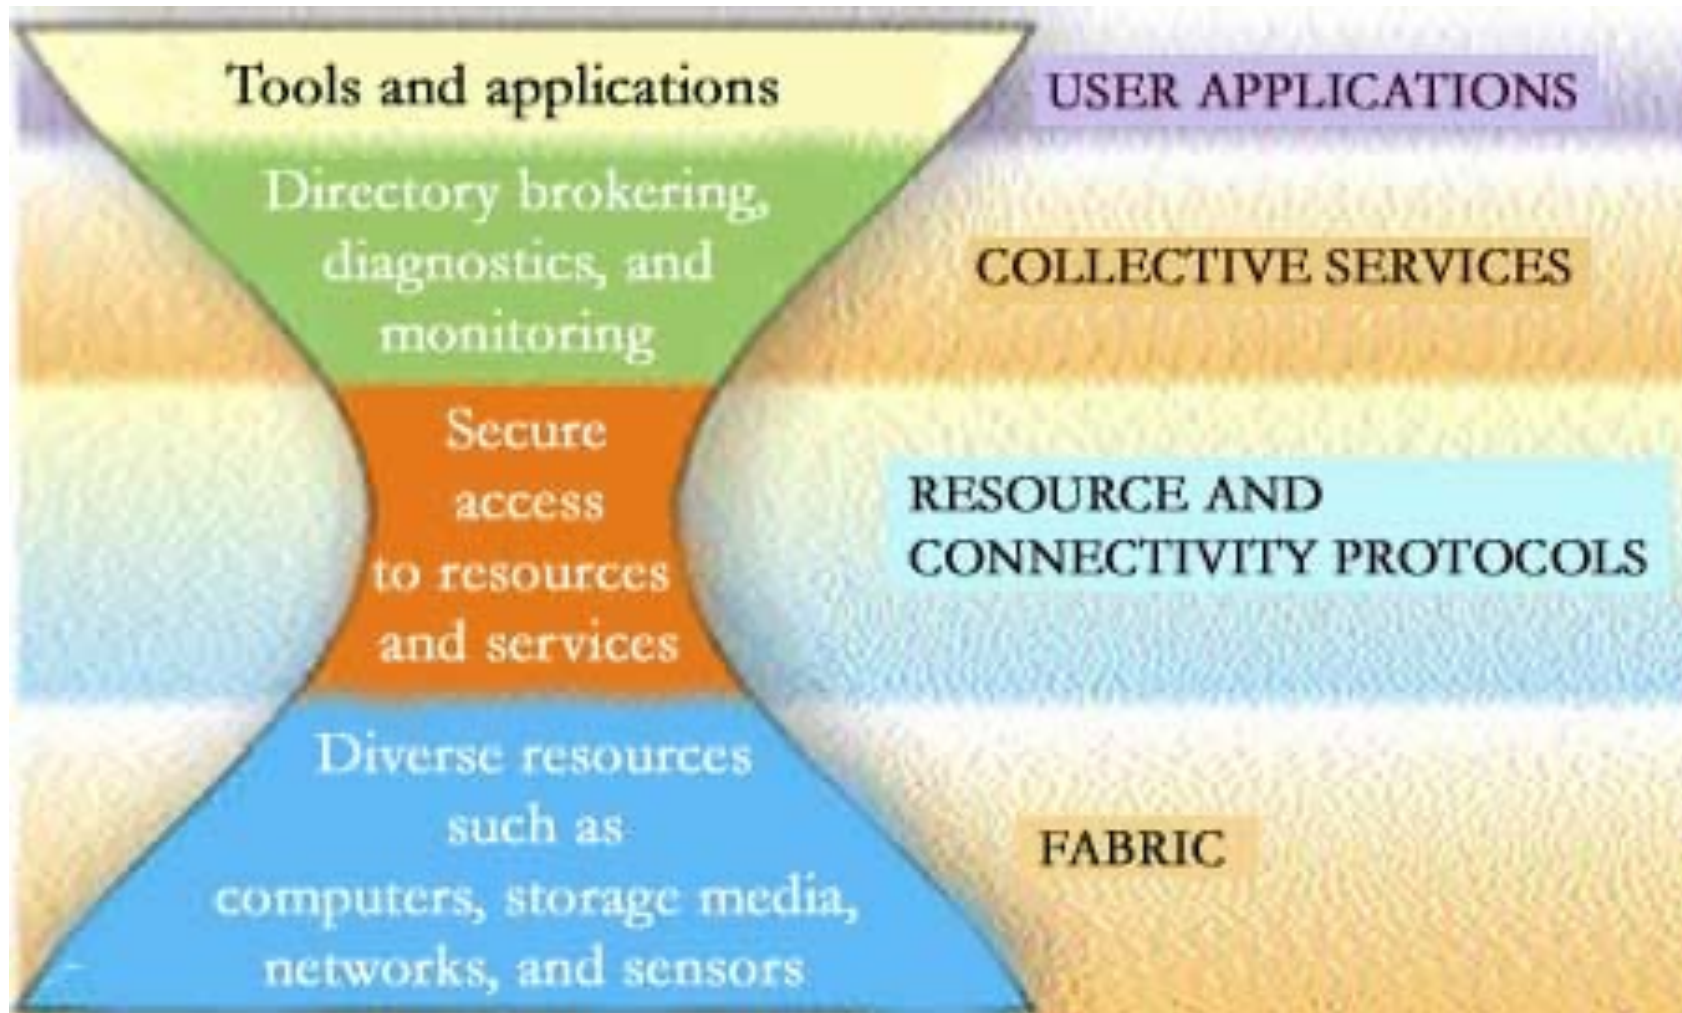 Tools and applications
USER APPLICATIONS
Directory brokering,
diagnostics, and
monitoring
COLLECTIVE SERVICES
Secure
access
to resources
and services
RESOURCE AND
CONNECTIVITY PROTOCOLS
Diverse resources
such as
computers, storage media,
networks, and sensors
FABRIC